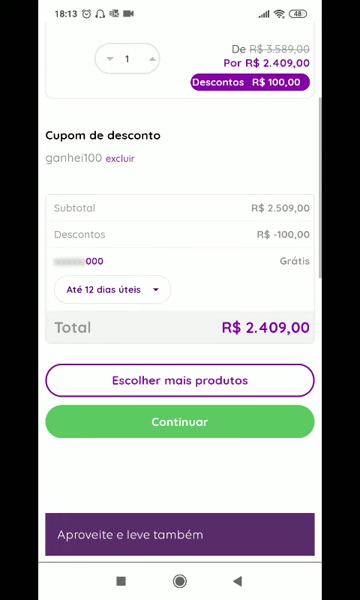 18:13
48
1
De R$ 3.589,00
Por R$ 2.409,00
Descontos R$ 100,00
Cupom de desconto
ganhei100 excluir
Subtotal R$ 2.509,00
Descontos R$ -100,00
000 Grátis
Até 12 dias úteis
Total R$ 2.409,00
Escolher mais produtos
Continuar
Aproveite e leve também